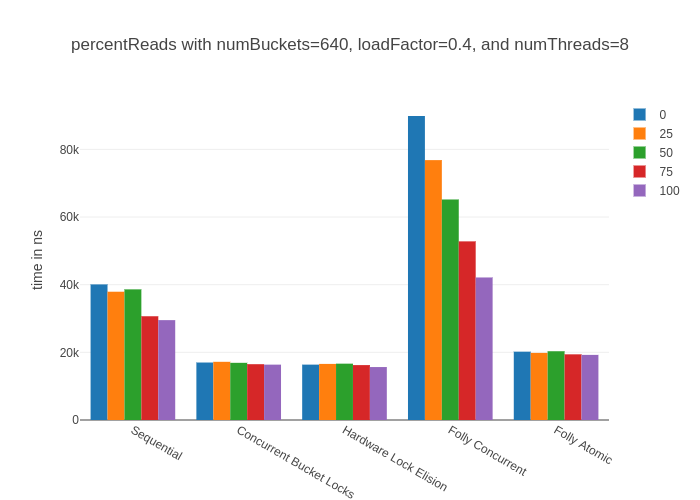 percentReads with numBuckets=640, loadFactor=0.4, and numThreads=8
0
25
50
75
100
time in ns
80k
60k
40k
20k
0
Sequential
Concurrent Bucket Locks
Hardware Lock Elision
Folly Concurrent
Folly Atomic